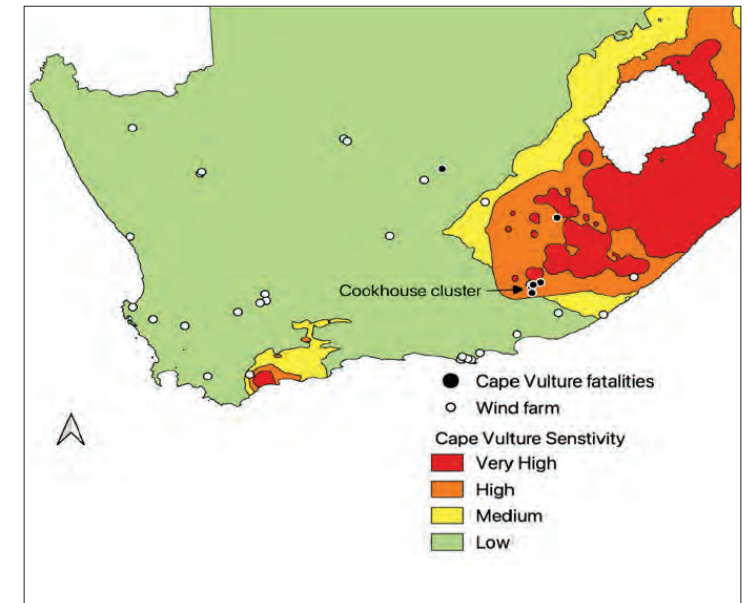 Cookhouse cluster
Cape Vulture fatalities
Wind farm
Cape Vulture Senstivity
Very High
High
Medium
Low